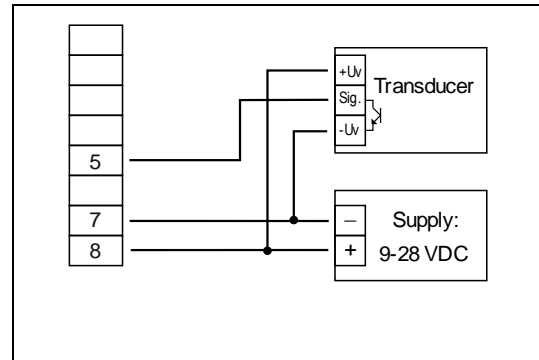 5
7
8
+Uv
Sig.
-Uv
Transducer
–
+
Supply:
9-28 VDC